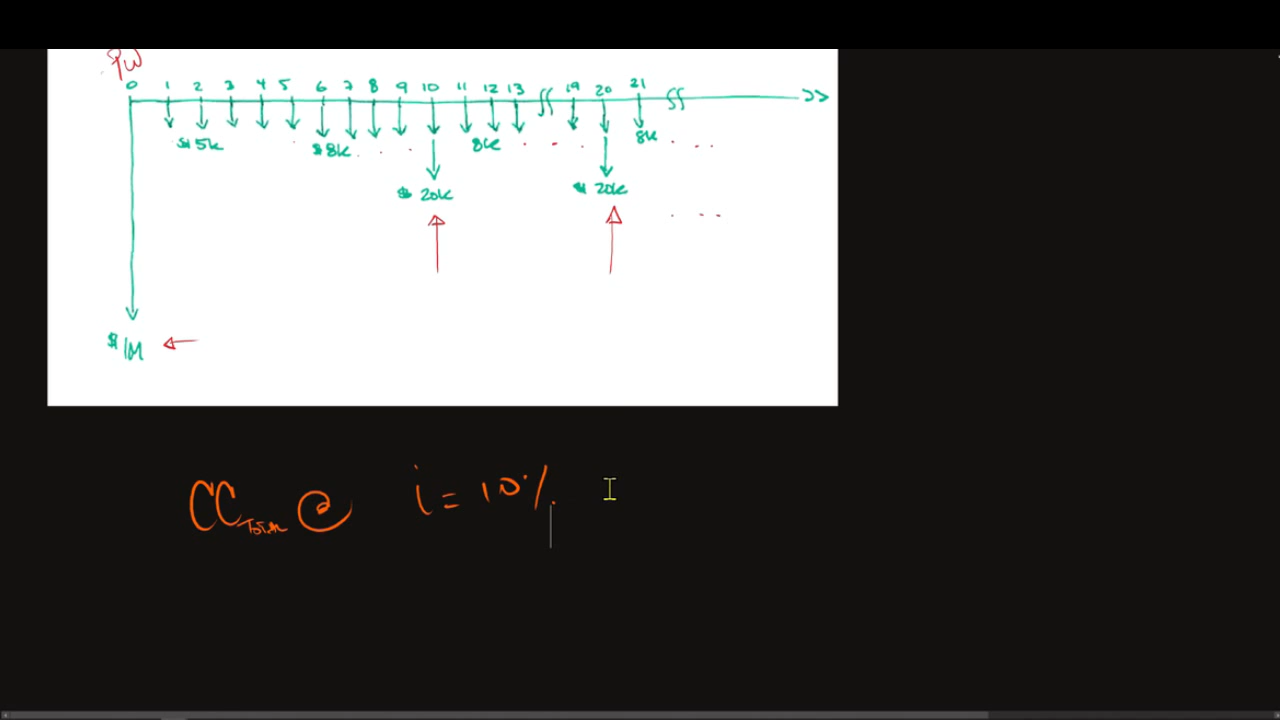 PW
0 1 2 3 4 5 6 7 8 9 10 11 12 13 19 20 21 >>
$5k $8k . . . 8k . . . 8k . . .
$ 20k $ 20k
. . .
$1M
CC Total @ i = 10%